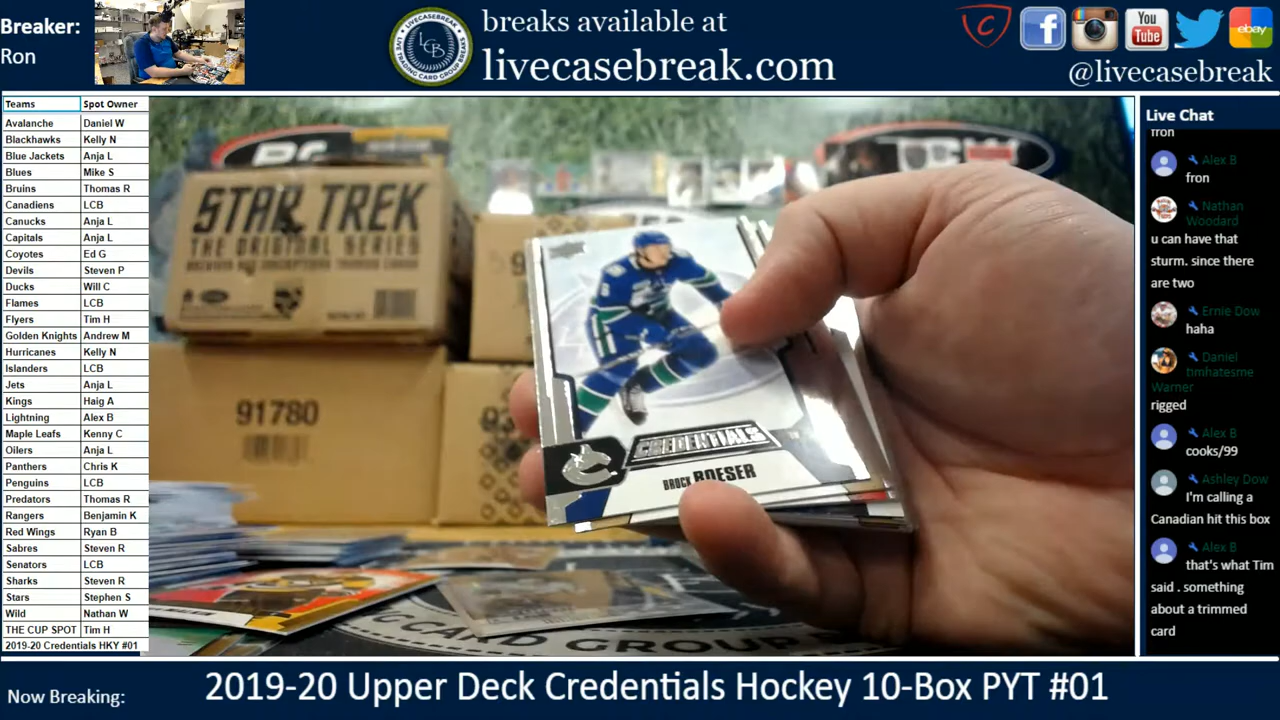 Breaker:
Ron
LCB
breaks available at
livecasebreak.com
You
Tube
ebay
@livecasebreak
Teams Spot Owner
Avalanche Daniel W
Blackhawks Kelly N
Blue Jackets Anja L
Blues Mike S
Bruins Thomas R
Canadiens LCB
Canucks Anja L
Capitals Anja L
Coyotes Ed G
Devils Steven P
Ducks Will C
Flames LCB
Flyers Tim H
Golden Knights Andrew M
Hurricanes Kelly N
Islanders LCB
Jets Anja L
Kings Haig A
Lightning Alex B
Maple Leafs Kenny C
Oilers Anja L
Panthers Chris K
Penguins LCB
Predators Thomas R
Rangers Benjamin K
Red Wings Ryan B
Sabres Steven R
Senators LCB
Sharks Steven R
Stars Stephen S
Wild Nathan W
THE CUP SPOT Tim H
2019-20 Credentials HKY #01
STAR TREK
THE ORIGINAL SERIES
91780
CREDENTIALS
BROCK BOESER
GROUP
Live Chat
fron
Alex B
fron
Nathan
Woodard
u can have that
sturm. since there
are two
Ernie Dow
haha
Daniel
timhatesme
Warner
rigged
Alex B
cooks/99
Ashley Dow
I'm calling a
Canadian hit this box
Alex B
that's what Tim
said . something
about a trimmed
card
Now Breaking:
2019-20 Upper Deck Credentials Hockey 10-Box PYT #01